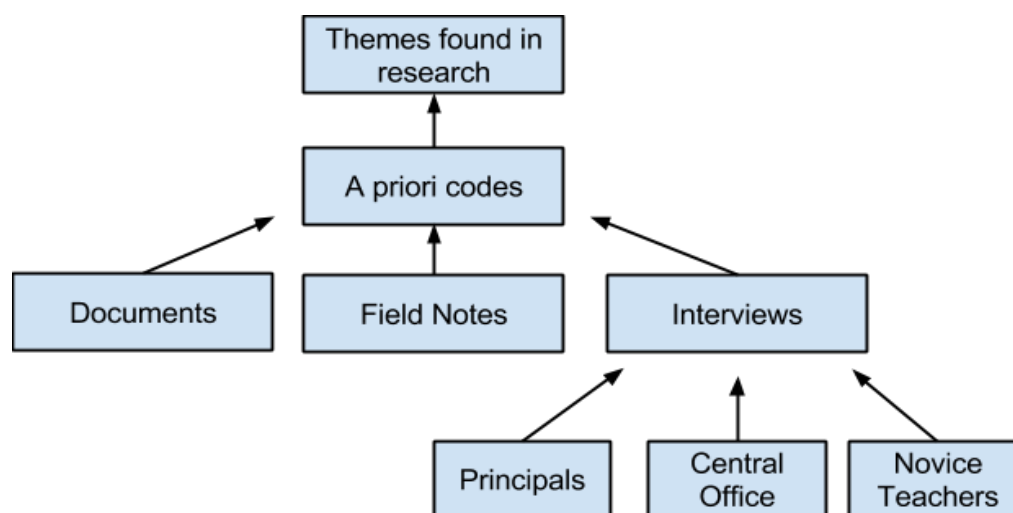 Themes found in
research
A priori codes
Documents
Field Notes
Interviews
Principals
Central
Office
Novice
Teachers